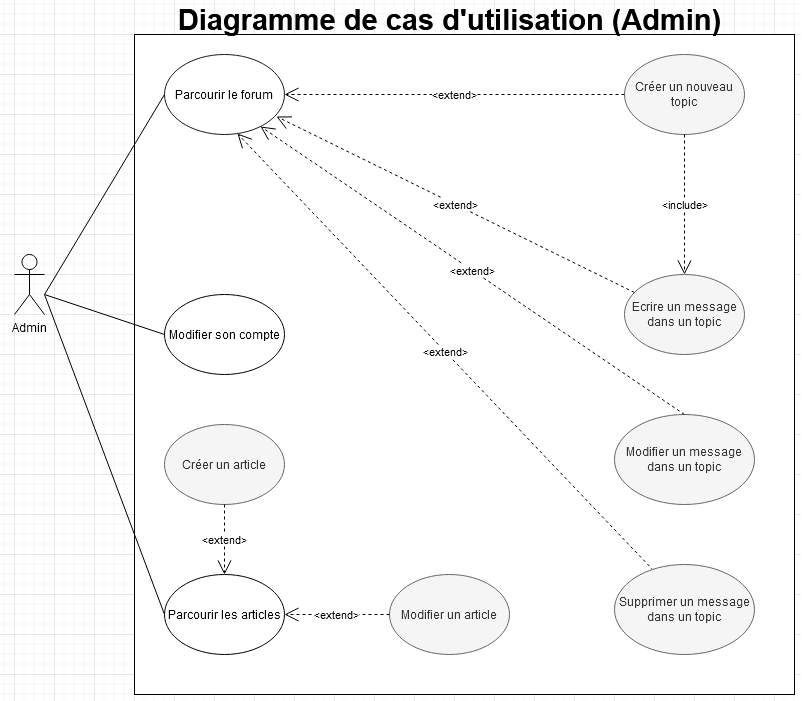 Diagramme de cas d'utilisation (Admin)
Parcourir le forum
<extend>
Créer un nouveau
topic
<extend>
<include>
<extend>
Admin
Modifier son compte
Ecrire un message
dans un topic
<extend>
Créer un article
Modifier un message
dans un topic
<extend>
Parcourir les articles
<extend>
Modifier un article
Supprimer un message
dans un topic